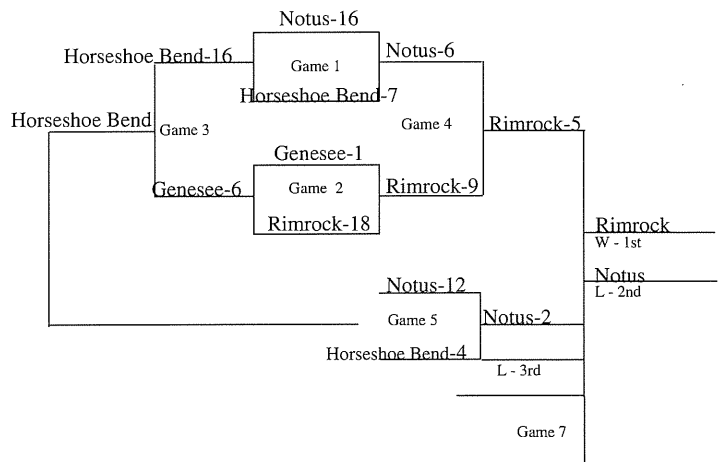 Notus-16
Horseshoe Bend-16
Notus-6
Game 1
Horseshoe Bend-7
Horseshoe Bend
Game 3
Game 4
Rimrock-5
Genesee-1
Genesee-6
Game 2
Rimrock-9
Rimrock-18
Rimrock
W - 1st
Notus
L - 2nd
Notus-12
Game 5
Notus-2
Horseshoe Bend-4
L - 3rd
Game 7